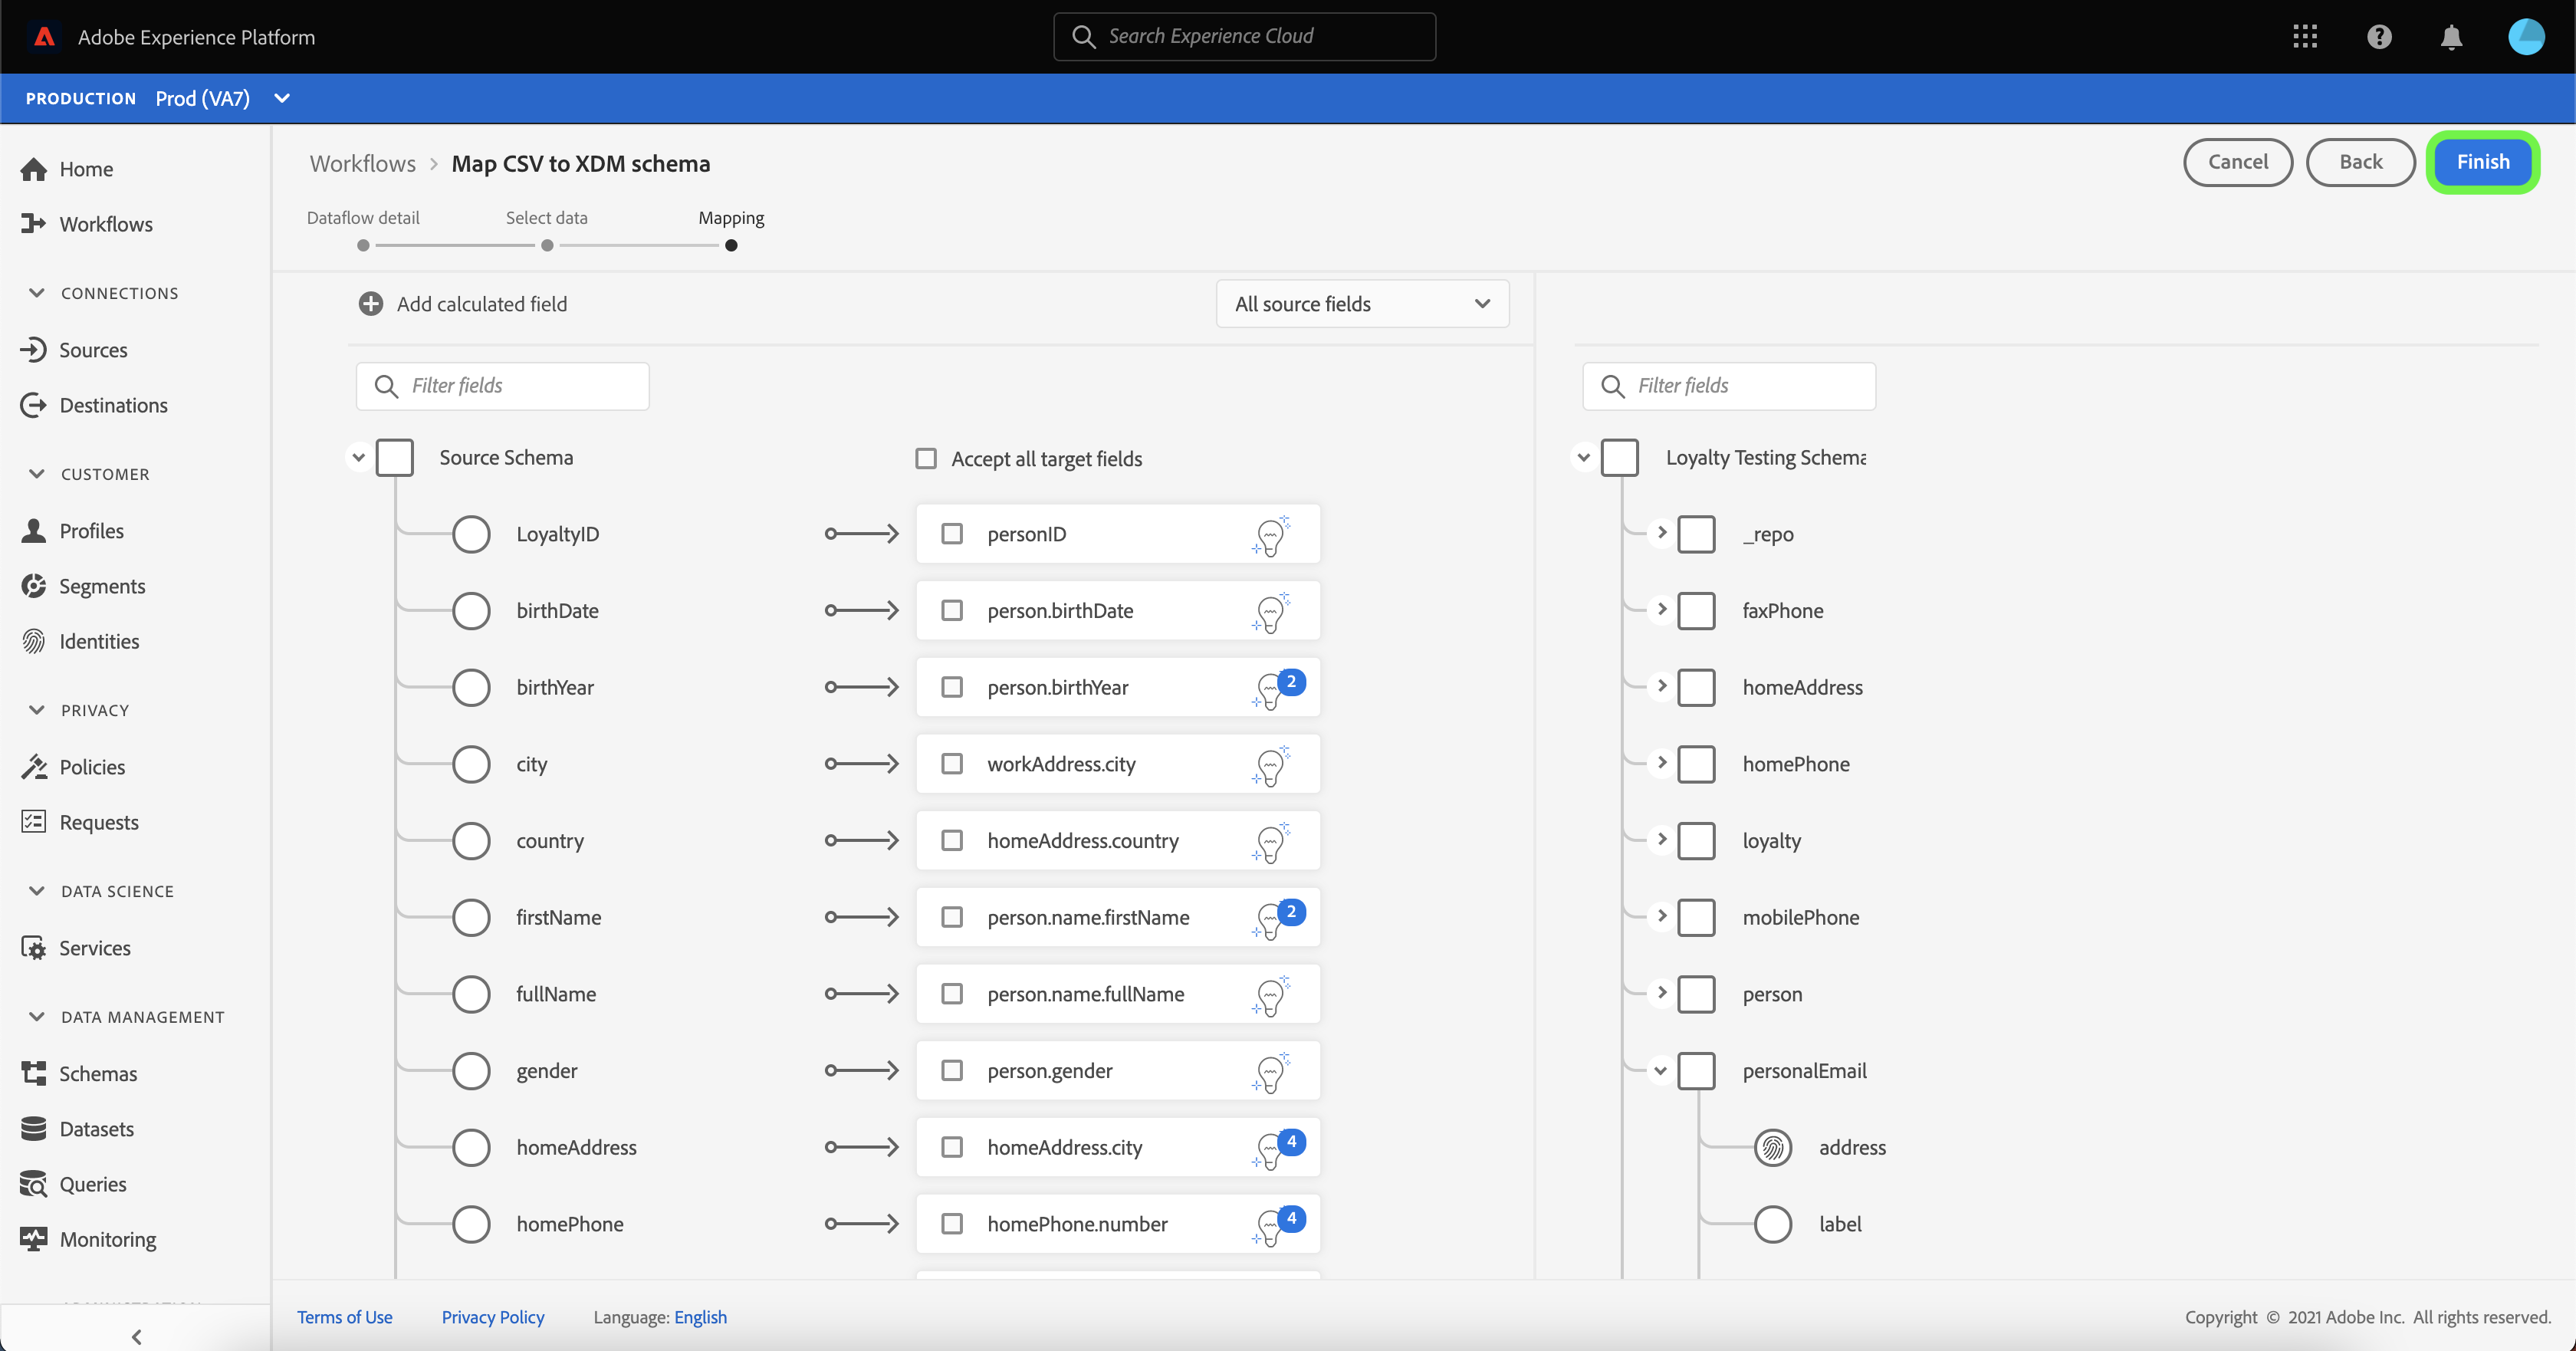 Adobe Experience Platform
Search Experience Cloud
PRODUCTION Prod (VA7)
Home
Workflows
CONNECTIONS
Sources
Destinations
CUSTOMER
Profiles
Segments
Identities
PRIVACY
Policies
Requests
DATA SCIENCE
Services
DATA MANAGEMENT
Schemas
Datasets
Queries
Monitoring
Workflows > Map CSV to XDM schema
Cancel Back Finish
Dataflow detail Select data Mapping
Add calculated field All source fields
Filter fields Filter fields
Source Schema Accept all target fields
LoyaltyID personID
birthDate person.birthDate
birthYear person.birthYear 2
city workAddress.city
country homeAddress.country
firstName person.name.firstName 2
fullName person.name.fullName
gender person.gender
homeAddress homeAddress.city 4
homePhone homePhone.number 4
Loyalty Testing Schema
_repo
faxPhone
homeAddress
homePhone
loyalty
mobilePhone
person
personalEmail
address
label
Terms of Use Privacy Policy Language: English
Copyright © 2021 Adobe Inc. All rights reserved.